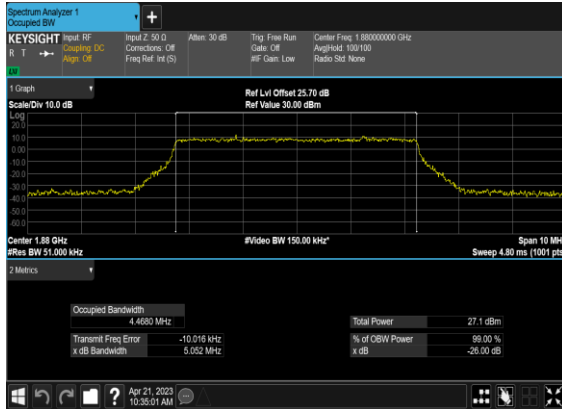 Spectrum Analyzer 1
Occupied BW
KEYSIGHT
R T
LU
Input: RF
Coupling: DC
Align: Off
Input Z: 50 Ω
Corrections: Off
Freq Ref: Int (S)
Atten: 30 dB
Trig: Free Run
Gate: Off
#IF Gain: Low
Center Freq: 1.880000000 GHz
Avg|Hold: 100/100
Radio Std: None
1 Graph
Scale/Div 10.0 dB
Ref Lvl Offset 25.70 dB
Ref Value 30.00 dBm
Log
20.0
10.0
0.00
-10.0
-20.0
-30.0
-40.0
-50.0
-60.0
Center 1.88 GHz
#Video BW 150.00 kHz*
Span 10 MH
#Res BW 51.000 kHz
Sweep 4.80 ms (1001 pts
2 Metrics
Occupied Bandwidth
4.4680 MHz
Total Power 27.1 dBm
Transmit Freq Error -10.016 kHz
% of OBW Power 99.00 %
x dB Bandwidth 5.052 MHz
x dB -26.00 dB
?
Apr 21, 2023
10:35:01 AM